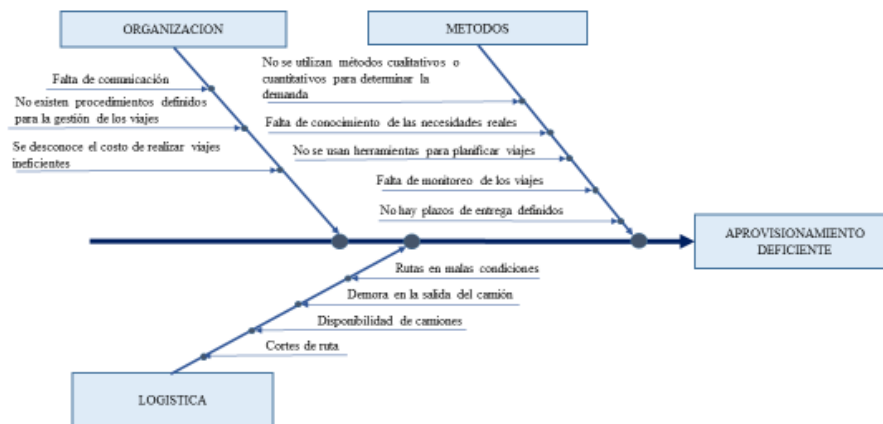 ORGANIZACION
METODOS
Falta de comunicación
No existen procedimientos definidos
para la gestión de los viajes
Se desconoce el costo de realizar viajes
ineficientes
No se utilizan métodos cualitativos o
cuantitativos para determinar la
demanda
Falta de conocimiento de las necesidades reales
No se usan herramientas para planificar viajes
Falta de monitoreo de los viajes
No hay plazos de entrega definidos
APROVISIONAMIENTO
DEFICIENTE
Rutas en malas condiciones
Demora en la salida del camión
Disponibilidad de camiones
Cortes de ruta
LOGISTICA